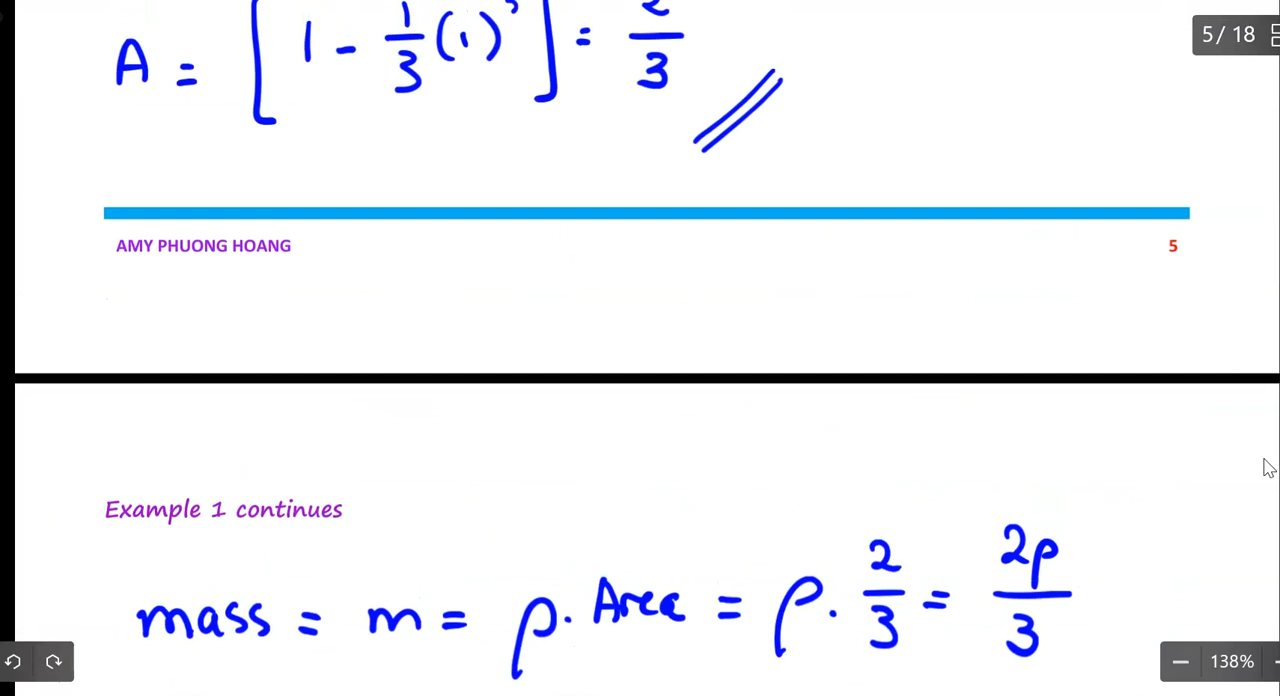 A = [1 - 1/3 (1)³] = 2/3
5 / 18
AMY PHUONG HOANG
5
Example 1 continues
mass = m = ρ. Area = ρ. 2/3 = 2ρ/3
138%